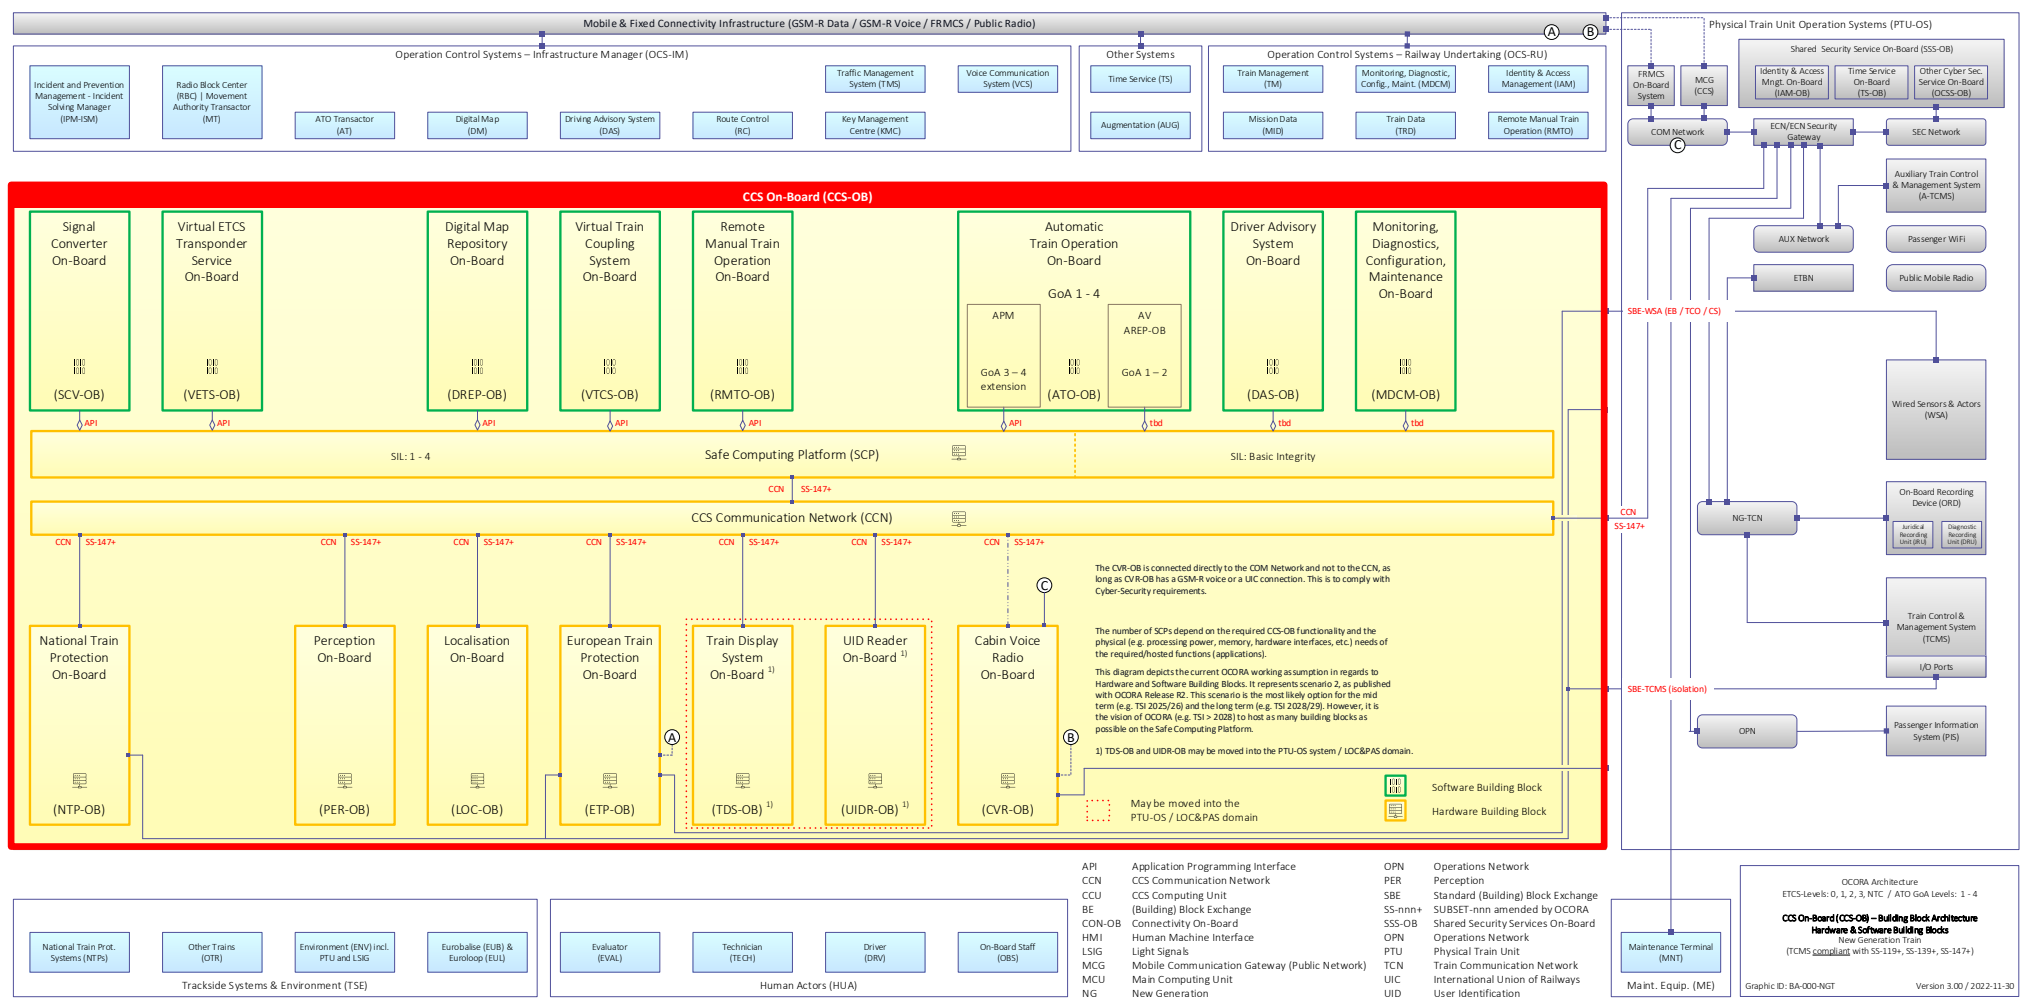 Mobile & Fixed Connectivity Infrastructure (GSM-R Data / GSM-R Voice / FRMCS / Public Radio)
A
B
Operation Control Systems – Infrastructure Manager (OCS-IM)
Incident and Prevention
Management - Incident
Solving Manager
(IPM-ISM)
Radio Block Center
(RBC) | Movement
Authority Transactor
(MT)
ATO Transactor
(AT)
Digital Map
(DM)
Driving Advisory System
(DAS)
Route Control
(RC)
Traffic Management
System (TMS)
Key Management
Centre (KMC)
Voice Communication
System (VCS)
Other Systems
Time Service (TS)
Augmentation (AUG)
Operation Control Systems – Railway Undertaking (OCS-RU)
Train Management
(TM)
Monitoring, Diagnostic,
Config., Maint. (MDCM)
Identity & Access
Management (IAM)
Mission Data
(MID)
Train Data
(TRD)
Remote Manual Train
Operation (RMTO)
Physical Train Unit Operation Systems (PTU-OS)
FRMCS
On-Board
System
MCG
(CCS)
Shared Security Service On-Board (SSS-OB)
Identity & Access
Mngt. On-Board
(IAM-OB)
Time Service
On-Board
(TS-OB)
Other Cyber Sec.
Service On-Board
(OCSS-OB)
COM Network
C
ECN/ECN Security
Gateway
SEC Network
Auxiliary Train Control
& Management System
(A-TCMS)
AUX Network
Passenger WiFi
ETBN
Public Mobile Radio
SBE-WSA (EB / TCO / CS)
Wired Sensors & Actors
(WSA)
CCN
SS-147+
NG-TCN
On-Board Recording
Device (ORD)
Juridical
Recording
Unit (JRU)
Diagnostic
Recording
Unit (DRU)
Train Control &
Management System
(TCMS)
I/O Ports
SBE-TCMS (isolation)
OPN
Passenger Information
System (PIS)
CCS On-Board (CCS-OB)
Signal
Converter
On-Board
(SCV-OB)
Virtual ETCS
Transponder
Service
On-Board
(VETS-OB)
Digital Map
Repository
On-Board
(DREP-OB)
Virtual Train
Coupling
System
On-Board
(VTCS-OB)
Remote
Manual Train
Operation
On-Board
(RMTO-OB)
Automatic
Train Operation
On-Board
GoA 1 - 4
APM
GoA 3 – 4
extension
(ATO-OB)
AV
AREP-OB
GoA 1 – 2
Driver Advisory
System
On-Board
(DAS-OB)
Monitoring,
Diagnostics,
Configuration,
Maintenance
On-Board
(MDCM-OB)
API
API
API
API
API
API
tbd
tbd
tbd
SIL: 1 - 4
Safe Computing Platform (SCP)
SIL: Basic Integrity
CCN SS-147+
CCS Communication Network (CCN)
CCN SS-147+
CCN SS-147+
CCN SS-147+
CCN SS-147+
CCN SS-147+
CCN SS-147+
CCN SS-147+
National Train
Protection
On-Board
(NTP-OB)
Perception
On-Board
(PER-OB)
Localisation
On-Board
(LOC-OB)
European Train
Protection
On-Board
(ETP-OB)
A
Train Display
System
On-Board 1)
(TDS-OB) 1)
UID Reader
On-Board 1)
(UIDR-OB) 1)
Cabin Voice
Radio
On-Board
(CVR-OB)
C
B
The CVR-OB is connected directly to the COM Network and not to the CCN, as
long as CVR-OB has a GSM-R voice or a UIC connection. This is to comply with
Cyber-Security requirements.
The number of SCPs depend on the required CCS-OB functionality and the
physical (e.g. processing power, memory, hardware interfaces, etc.) needs of
the required/hosted functions (applications).
This diagram depicts the current OCORA working assumption in regards to
Hardware and Software Building Blocks. It represents scenario 2, as published
with OCORA Release R2. This scenario is the most likely option for the mid
term (e.g. TSI 2025/26) and the long term (e.g. TSI 2028/29). However, it is
the vision of OCORA (e.g. TSI > 2028) to host as many building blocks as
possible on the Safe Computing Platform.
1) TDS-OB and UIDR-OB may be moved into the PTU-OS system / LOC&PAS domain.
May be moved into the
PTU-OS / LOC&PAS domain
Software Building Block
Hardware Building Block
National Train Prot.
Systems (NTPs)
Other Trains
(OTR)
Environment (ENV) incl.
PTU and LSIG
Eurobalise (EUB) &
Euroloop (EUL)
Trackside Systems & Environment (TSE)
Evaluator
(EVAL)
Technician
(TECH)
Driver
(DRV)
On-Board Staff
(OBS)
Human Actors (HUA)
API Application Programming Interface
CCN CCS Communication Network
CCU CCS Computing Unit
BE (Building) Block Exchange
CON-OB Connectivity On-Board
HMI Human Machine Interface
LSIG Light Signals
MCG Mobile Communication Gateway (Public Network)
MCU Main Computing Unit
NG New Generation
OPN Operations Network
PER Perception
SBE Standard (Building) Block Exchange
SS-nnn+ SUBSET-nnn amended by OCORA
SSS-OB Shared Security Services On-Board
OPN Operations Network
PTU Physical Train Unit
TCN Train Communication Network
UIC International Union of Railways
UID User Identification
Maintenance Terminal
(MNT)
Maint. Equip. (ME)
OCORA Architecture
ETCS-Levels: 0, 1, 2, 3, NTC / ATO GoA Levels: 1 - 4
CCS On-Board (CCS-OB) – Building Block Architecture
Hardware & Software Building Blocks
New Generation Train
(TCMS compliant with SS-119+, SS-139+, SS-147+)
Graphic ID: BA-000-NGT
Version 3.00 / 2022-11-30